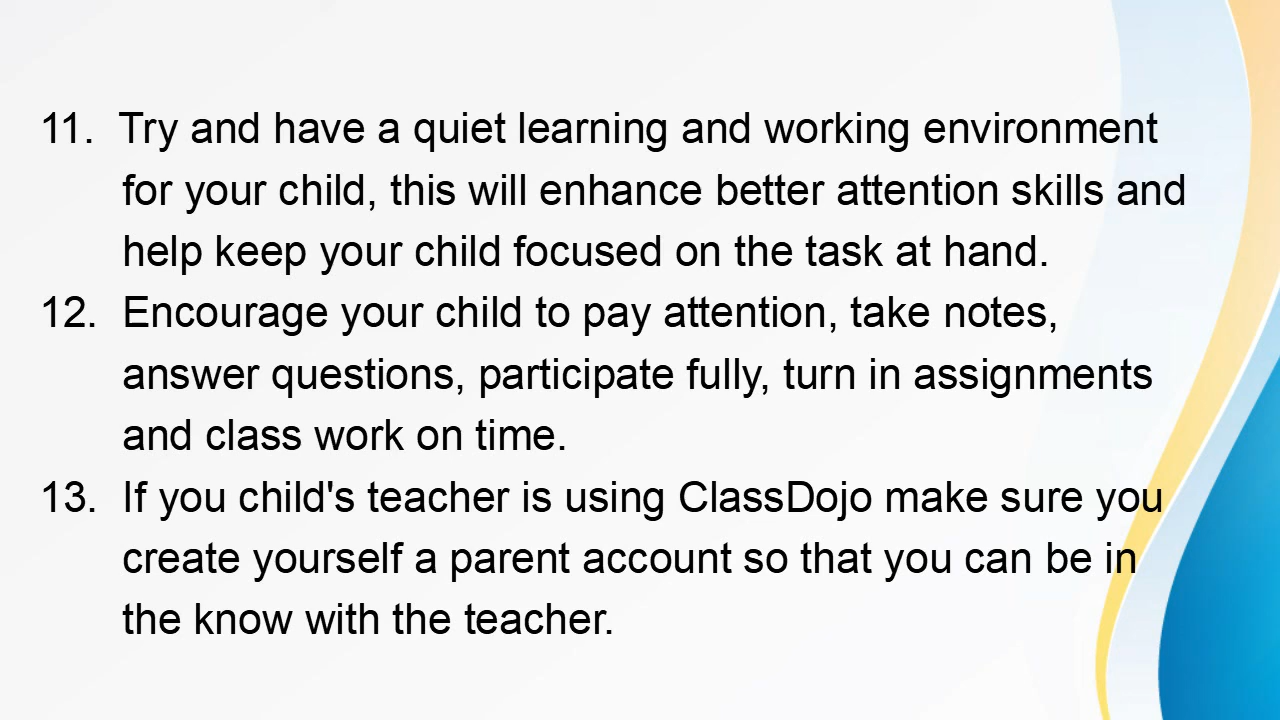 11. Try and have a quiet learning and working environment
for your child, this will enhance better attention skills and
help keep your child focused on the task at hand.
12. Encourage your child to pay attention, take notes,
answer questions, participate fully, turn in assignments
and class work on time.
13. If you child's teacher is using ClassDojo make sure you
create yourself a parent account so that you can be in
the know with the teacher.